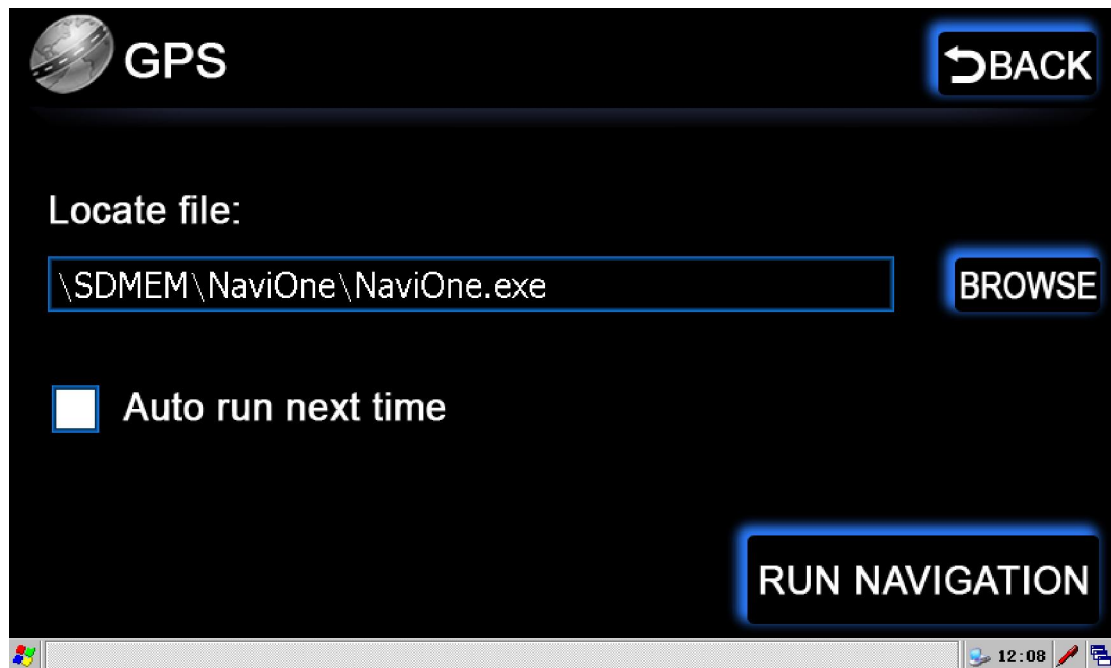 GPS
BACK
Locate file:
\SDMEM\NaviOne\NaviOne.exe
BROWSE
Auto run next time
RUN NAVIGATION
12:08